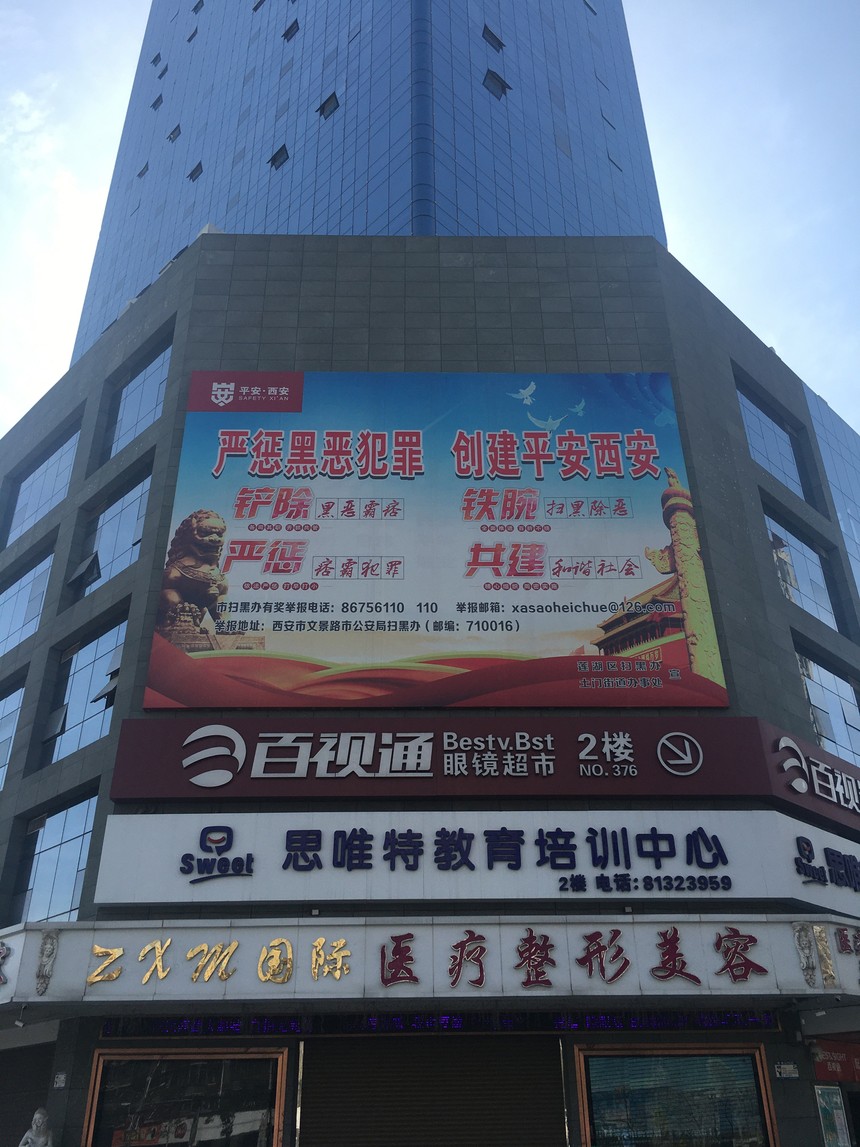 平安·西安
SAFETY XI'AN
严惩黑恶犯罪 创建平安西安
铲除 黑恶霸痞 铁腕 扫黑除恶
严惩 痞霸犯罪 共建 和谐社会
市扫黑办有奖举报电话：86756110 110 举报邮箱：xasaoheichue@126.com
举报地址：西安市文景路市公安局扫黑办（邮编：710016）
莲湖区扫黑办
土门街道办事处 宣
百视通 Bestv.Bst 眼镜超市 2楼 NO.376
百视
Sweet 思唯特教育培训中心
2楼 电话：81323959
ZXM国际 医疗整形美容